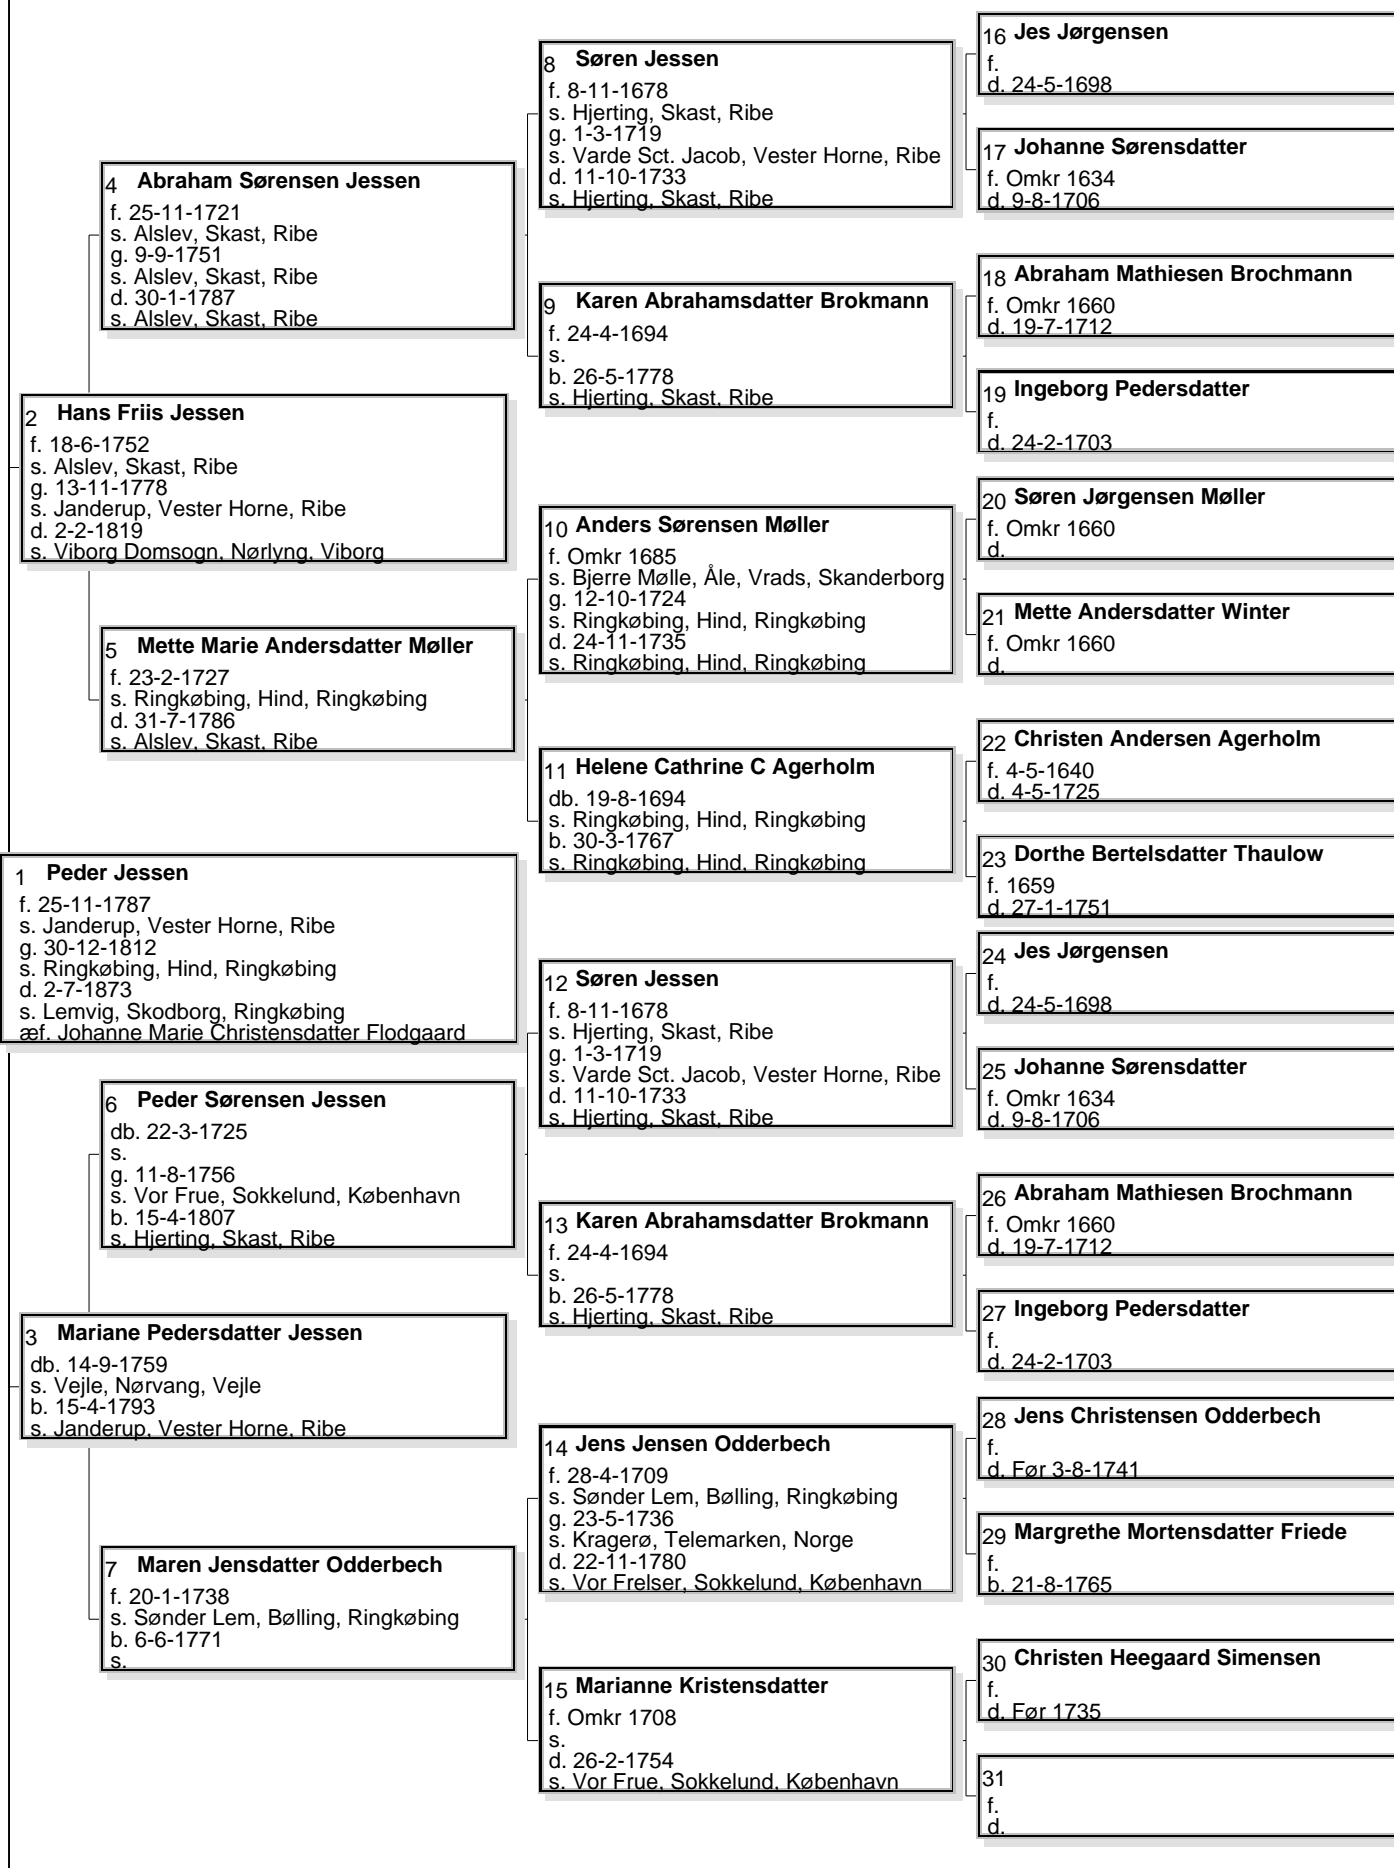 1 Peder Jessen
f. 25-11-1787
s. Janderup, Vester Horne, Ribe
g. 30-12-1812
s. Ringkøbing, Hind, Ringkøbing
d. 2-7-1873
s. Lemvig, Skodborg, Ringkøbing
æf. Johanne Marie Christensdatter Flodgaard
2 Hans Friis Jessen
f. 18-6-1752
s. Alslev, Skast, Ribe
g. 13-11-1778
s. Janderup, Vester Horne, Ribe
d. 2-2-1819
s. Viborg Domsogn, Nørlyng, Viborg
3 Mariane Pedersdatter Jessen
db. 14-9-1759
s. Vejle, Nørvang, Vejle
b. 15-4-1793
s. Janderup, Vester Horne, Ribe
4 Abraham Sørensen Jessen
f. 25-11-1721
s. Alslev, Skast, Ribe
g. 9-9-1751
s. Alslev, Skast, Ribe
d. 30-1-1787
s. Alslev, Skast, Ribe
5 Mette Marie Andersdatter Møller
f. 23-2-1727
s. Ringkøbing, Hind, Ringkøbing
d. 31-7-1786
s. Alslev, Skast, Ribe
6 Peder Sørensen Jessen
db. 22-3-1725
s.
g. 11-8-1756
s. Vor Frue, Sokkelund, København
b. 15-4-1807
s. Hjerting, Skast, Ribe
7 Maren Jensdatter Odderbech
f. 20-1-1738
s. Sønder Lem, Bølling, Ringkøbing
b. 6-6-1771
s.
8 Søren Jessen
f. 8-11-1678
s. Hjerting, Skast, Ribe
g. 1-3-1719
s. Varde Sct. Jacob, Vester Horne, Ribe
d. 11-10-1733
s. Hjerting, Skast, Ribe
9 Karen Abrahamsdatter Brokmann
f. 24-4-1694
s.
b. 26-5-1778
s. Hjerting, Skast, Ribe
10 Anders Sørensen Møller
f. Omkr 1685
s. Bjerre Mølle, Åle, Vrads, Skanderborg
g. 12-10-1724
s. Ringkøbing, Hind, Ringkøbing
d. 24-11-1735
s. Ringkøbing, Hind, Ringkøbing
11 Helene Cathrine C Agerholm
db. 19-8-1694
s. Ringkøbing, Hind, Ringkøbing
b. 30-3-1767
s. Ringkøbing, Hind, Ringkøbing
12 Søren Jessen
f. 8-11-1678
s. Hjerting, Skast, Ribe
g. 1-3-1719
s. Varde Sct. Jacob, Vester Horne, Ribe
d. 11-10-1733
s. Hjerting, Skast, Ribe
13 Karen Abrahamsdatter Brokmann
f. 24-4-1694
s.
b. 26-5-1778
s. Hjerting, Skast, Ribe
14 Jens Jensen Odderbech
f. 28-4-1709
s. Sønder Lem, Bølling, Ringkøbing
g. 23-5-1736
s. Kragerø, Telemarken, Norge
d. 22-11-1780
s. Vor Frelser, Sokkelund, København
15 Marianne Kristensdatter
f. Omkr 1708
s.
d. 26-2-1754
s. Vor Frue, Sokkelund, København
16 Jes Jørgensen
f.
d. 24-5-1698
17 Johanne Sørensdatter
f. Omkr 1634
d. 9-8-1706
18 Abraham Mathiesen Brochmann
f. Omkr 1660
d. 19-7-1712
19 Ingeborg Pedersdatter
f.
d. 24-2-1703
20 Søren Jørgensen Møller
f. Omkr 1660
d.
21 Mette Andersdatter Winter
f. Omkr 1660
d.
22 Christen Andersen Agerholm
f. 4-5-1640
d. 4-5-1725
23 Dorthe Bertelsdatter Thaulow
f. 1659
d. 27-1-1751
24 Jes Jørgensen
f.
d. 24-5-1698
25 Johanne Sørensdatter
f. Omkr 1634
d. 9-8-1706
26 Abraham Mathiesen Brochmann
f. Omkr 1660
d. 19-7-1712
27 Ingeborg Pedersdatter
f.
d. 24-2-1703
28 Jens Christensen Odderbech
f.
d. Før 3-8-1741
29 Margrethe Mortensdatter Friede
f.
b. 21-8-1765
30 Christen Heegaard Simensen
f.
d. Før 1735
31
f.
d.